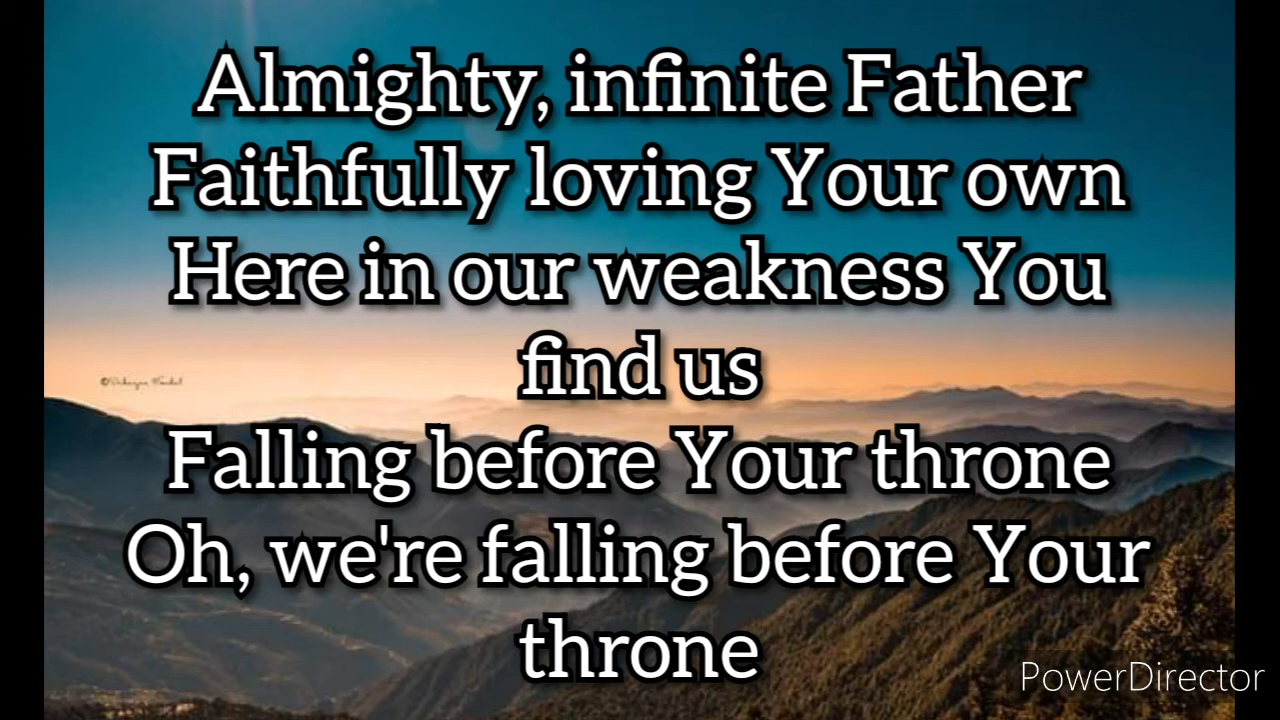 Almighty, infinite Father
Faithfully loving Your own
Here in our weakness You
find us
Falling before Your throne
Oh, we're falling before Your
throne
PowerDirector